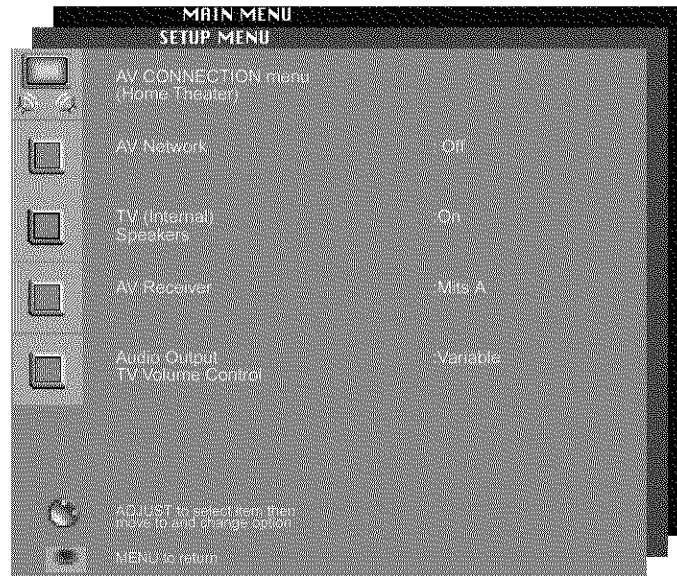 MAIN MENU
SETUP MENU
AV CONNECTION menu
(Home Theater)
AV Network :Off
TV (Internal) :On
Speakers
AV Receiver :Mits A
Audio Output :Variable
TV Volume Control
ADJUST to select item then
move to and change option
MENU to return